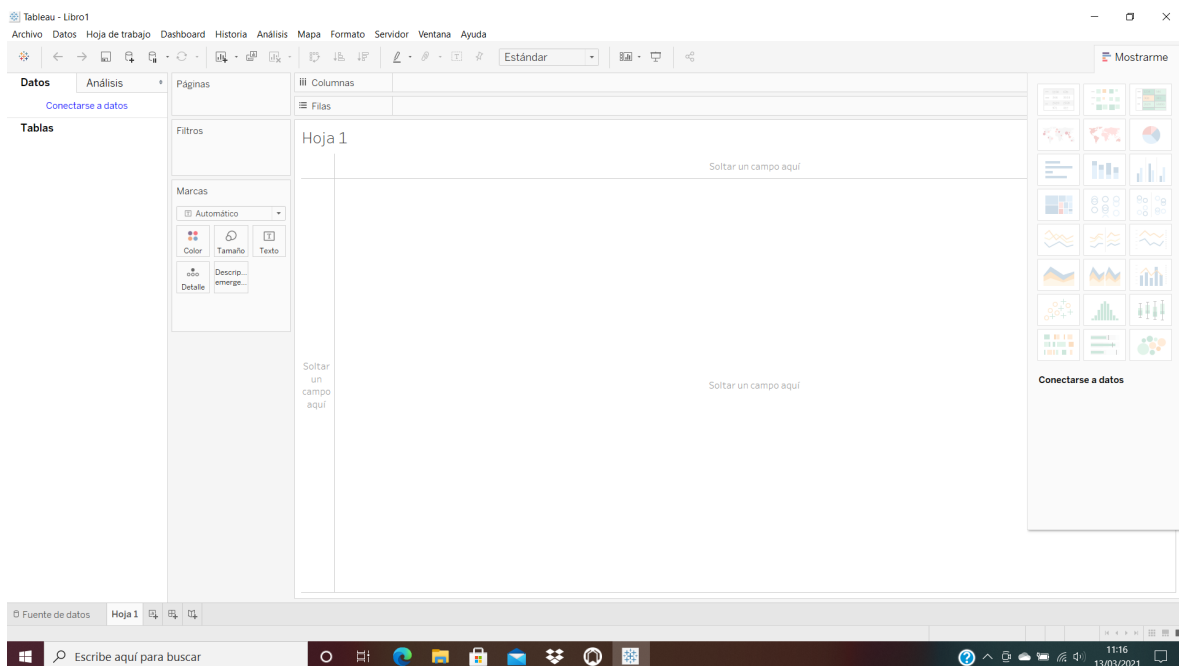 Tableau - Libro1
Archivo Datos Hoja de trabajo Dashboard Historia Análisis Mapa Formato Servidor Ventana Ayuda
Estándar
Mostrarme
Datos Análisis
Páginas
Columnas
Conectarse a datos
Filas
Tablas
Filtros
Hoja 1
Soltar un campo aquí
Marcas
Automático
Color Tamaño Texto
Detalle
Descrip...
emerge...
Soltar
un
campo
aquí
Soltar un campo aquí
Conectarse a datos
Fuente de datos Hoja 1
Escribe aquí para buscar
11:16
13/03/2021